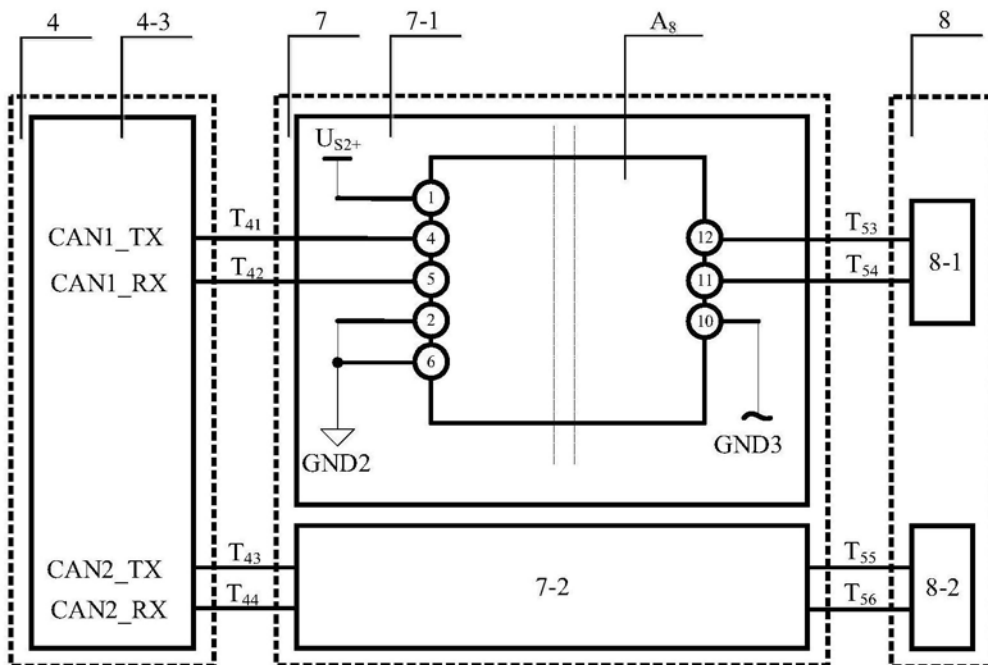 4 4-3 7 7-1 A₈ 8
U_S2+
1
CAN1_TX T₄₁ 4 12 T₅₃
CAN1_RX T₄₂ 5 11 T₅₄ 8-1
2 10
6
GND2 GND3
CAN2_TX T₄₃ T₅₅
7-2 8-2
CAN2_RX T₄₄ T₅₆